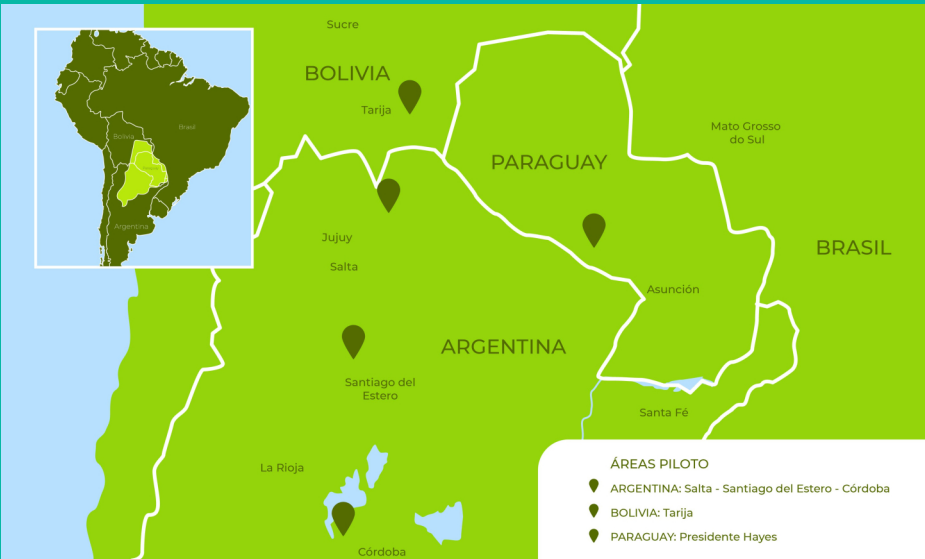 Sucre
BOLIVIA
Tarija
Mato Grosso
do Sul
PARAGUAY
Brasil
Bolivia
Argentina
Jujuy
Salta
BRASIL
Asunción
ARGENTINA
Santiago del
Estero
Santa Fé
La Rioja
Córdoba
ÁREAS PILOTO
ARGENTINA: Salta - Santiago del Estero - Córdoba
BOLIVIA: Tarija
PARAGUAY: Presidente Hayes